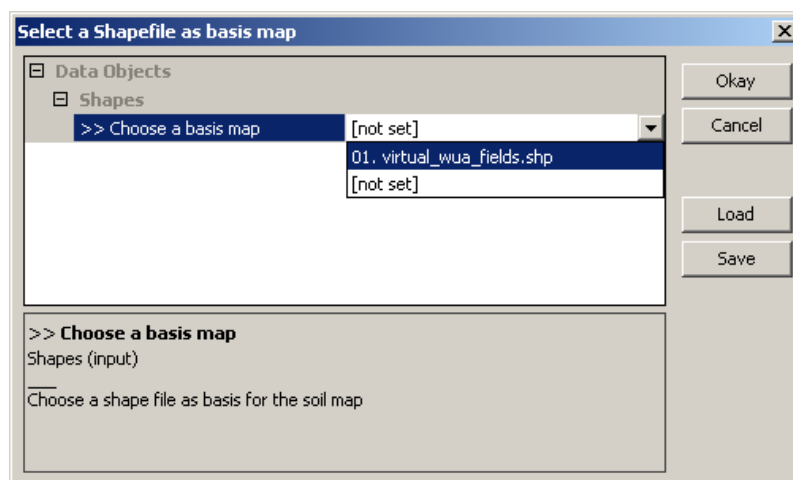 Select a Shapefile as basis map
Data Objects
Shapes
>> Choose a basis map [not set]
01. virtual_wua_fields.shp
[not set]
Okay
Cancel
Load
Save
>> Choose a basis map
Shapes (input)
___
Choose a shape file as basis for the soil map